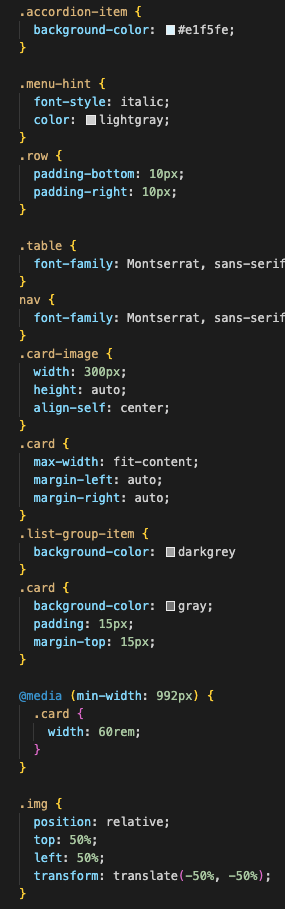 .accordion-item {
background-color: #e1f5fe;
}
.menu-hint {
font-style: italic;
color: lightgray;
}
.row {
padding-bottom: 10px;
padding-right: 10px;
}
.table {
font-family: Montserrat, sans-serif
}
nav {
font-family: Montserrat, sans-serif
}
.card-image {
width: 300px;
height: auto;
align-self: center;
}
.card {
max-width: fit-content;
margin-left: auto;
margin-right: auto;
}
.list-group-item {
background-color: darkgrey
}
.card {
background-color: gray;
padding: 15px;
margin-top: 15px;
}
@media (min-width: 992px) {
.card {
width: 60rem;
}
}
.img {
position: relative;
top: 50%;
left: 50%;
transform: translate(-50%, -50%);
}